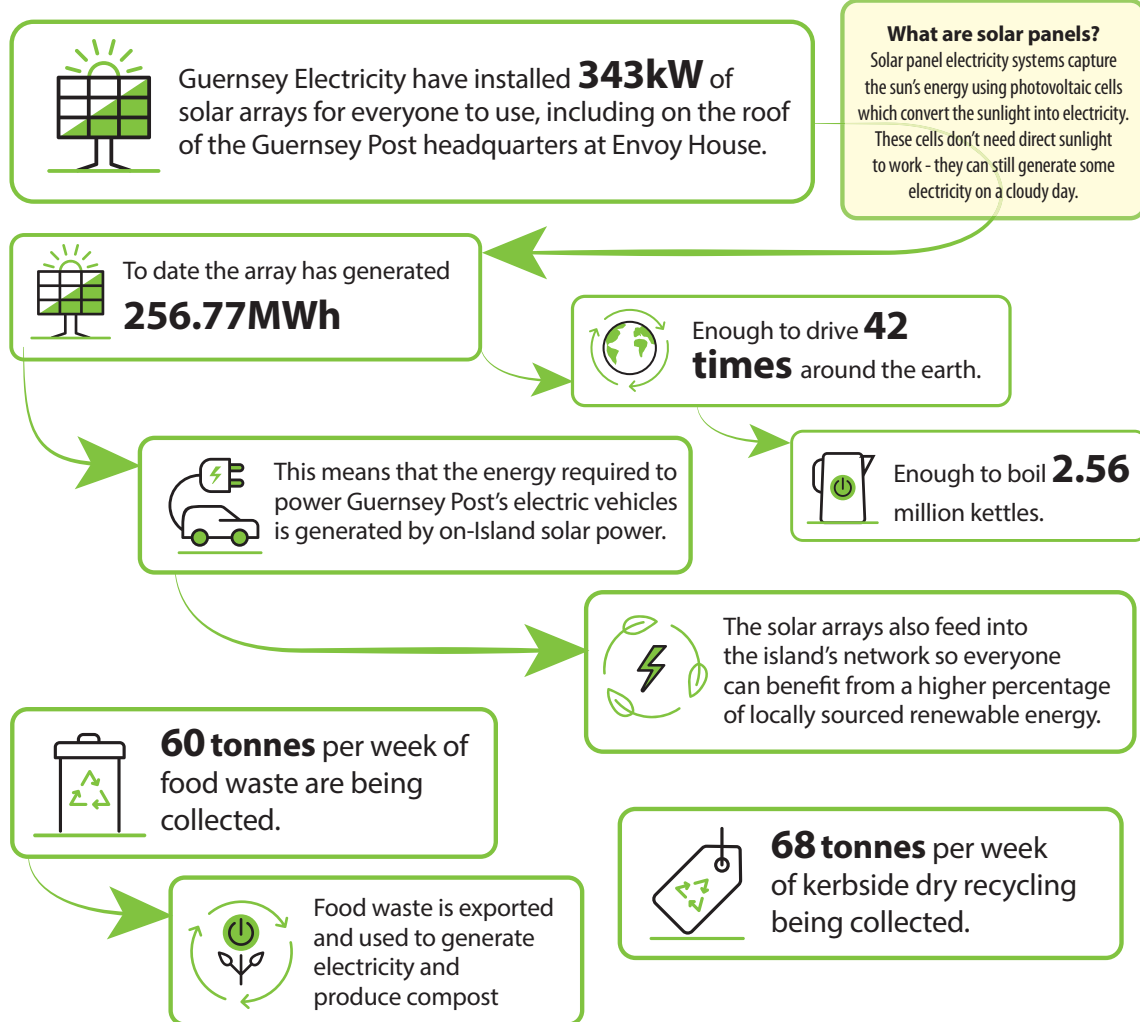 Guernsey Electricity have installed 343kW of
solar arrays for everyone to use, including on the roof
of the Guernsey Post headquarters at Envoy House.
What are solar panels?
Solar panel electricity systems capture
the sun's energy using photovoltaic cells
which convert the sunlight into electricity.
These cells don't need direct sunlight
to work - they can still generate some
electricity on a cloudy day.
To date the array has generated
256.77MWh
Enough to drive 42
times around the earth.
Enough to boil 2.56
million kettles.
This means that the energy required to
power Guernsey Post's electric vehicles
is generated by on-Island solar power.
The solar arrays also feed into
the island's network so everyone
can benefit from a higher percentage
of locally sourced renewable energy.
60 tonnes per week of
food waste are being
collected.
68 tonnes per week
of kerbside dry recycling
being collected.
Food waste is exported
and used to generate
electricity and
produce compost